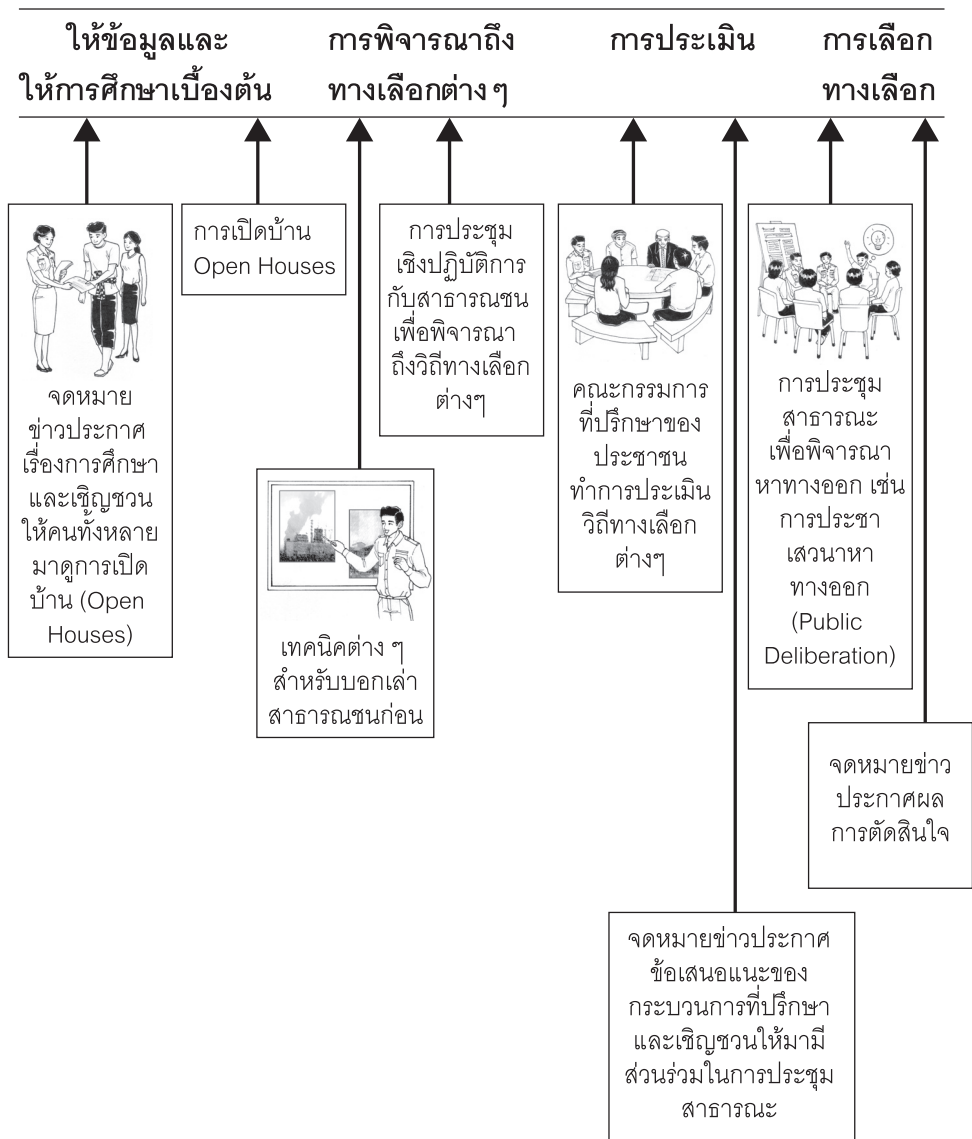 ให้ข้อมูลและ
ให้การศึกษาเบื้องต้น
การพิจารณาถึง
ทางเลือกต่าง ๆ
การประเมิน
การเลือก
ทางเลือก
จดหมาย
ข่าวประกาศ
เรื่องการศึกษา
และเชิญชวน
ให้คนทั้งหลาย
มาดูการเปิด
บ้าน (Open
Houses)
การเปิดบ้าน
Open Houses
เทคนิคต่าง ๆ
สำหรับบอกเล่า
สาธารณชนก่อน
การประชุม
เชิงปฏิบัติการ
กับสาธารณชน
เพื่อพิจารณา
ถึงวิถีทางเลือก
ต่างๆ
คณะกรรมการ
ที่ปรึกษาของ
ประชาชน
ทำการประเมิน
วิถีทางเลือก
ต่างๆ
จดหมายข่าวประกาศ
ข้อเสนอแนะของ
กระบวนการที่ปรึกษา
และเชิญชวนให้มามี
ส่วนร่วมในการประชุม
สาธารณะ
การประชุม
สาธารณะ
เพื่อพิจารณา
หาทางออก เช่น
การประชา
เสวนาหา
ทางออก
(Public
Deliberation)
จดหมายข่าว
ประกาศผล
การตัดสินใจ